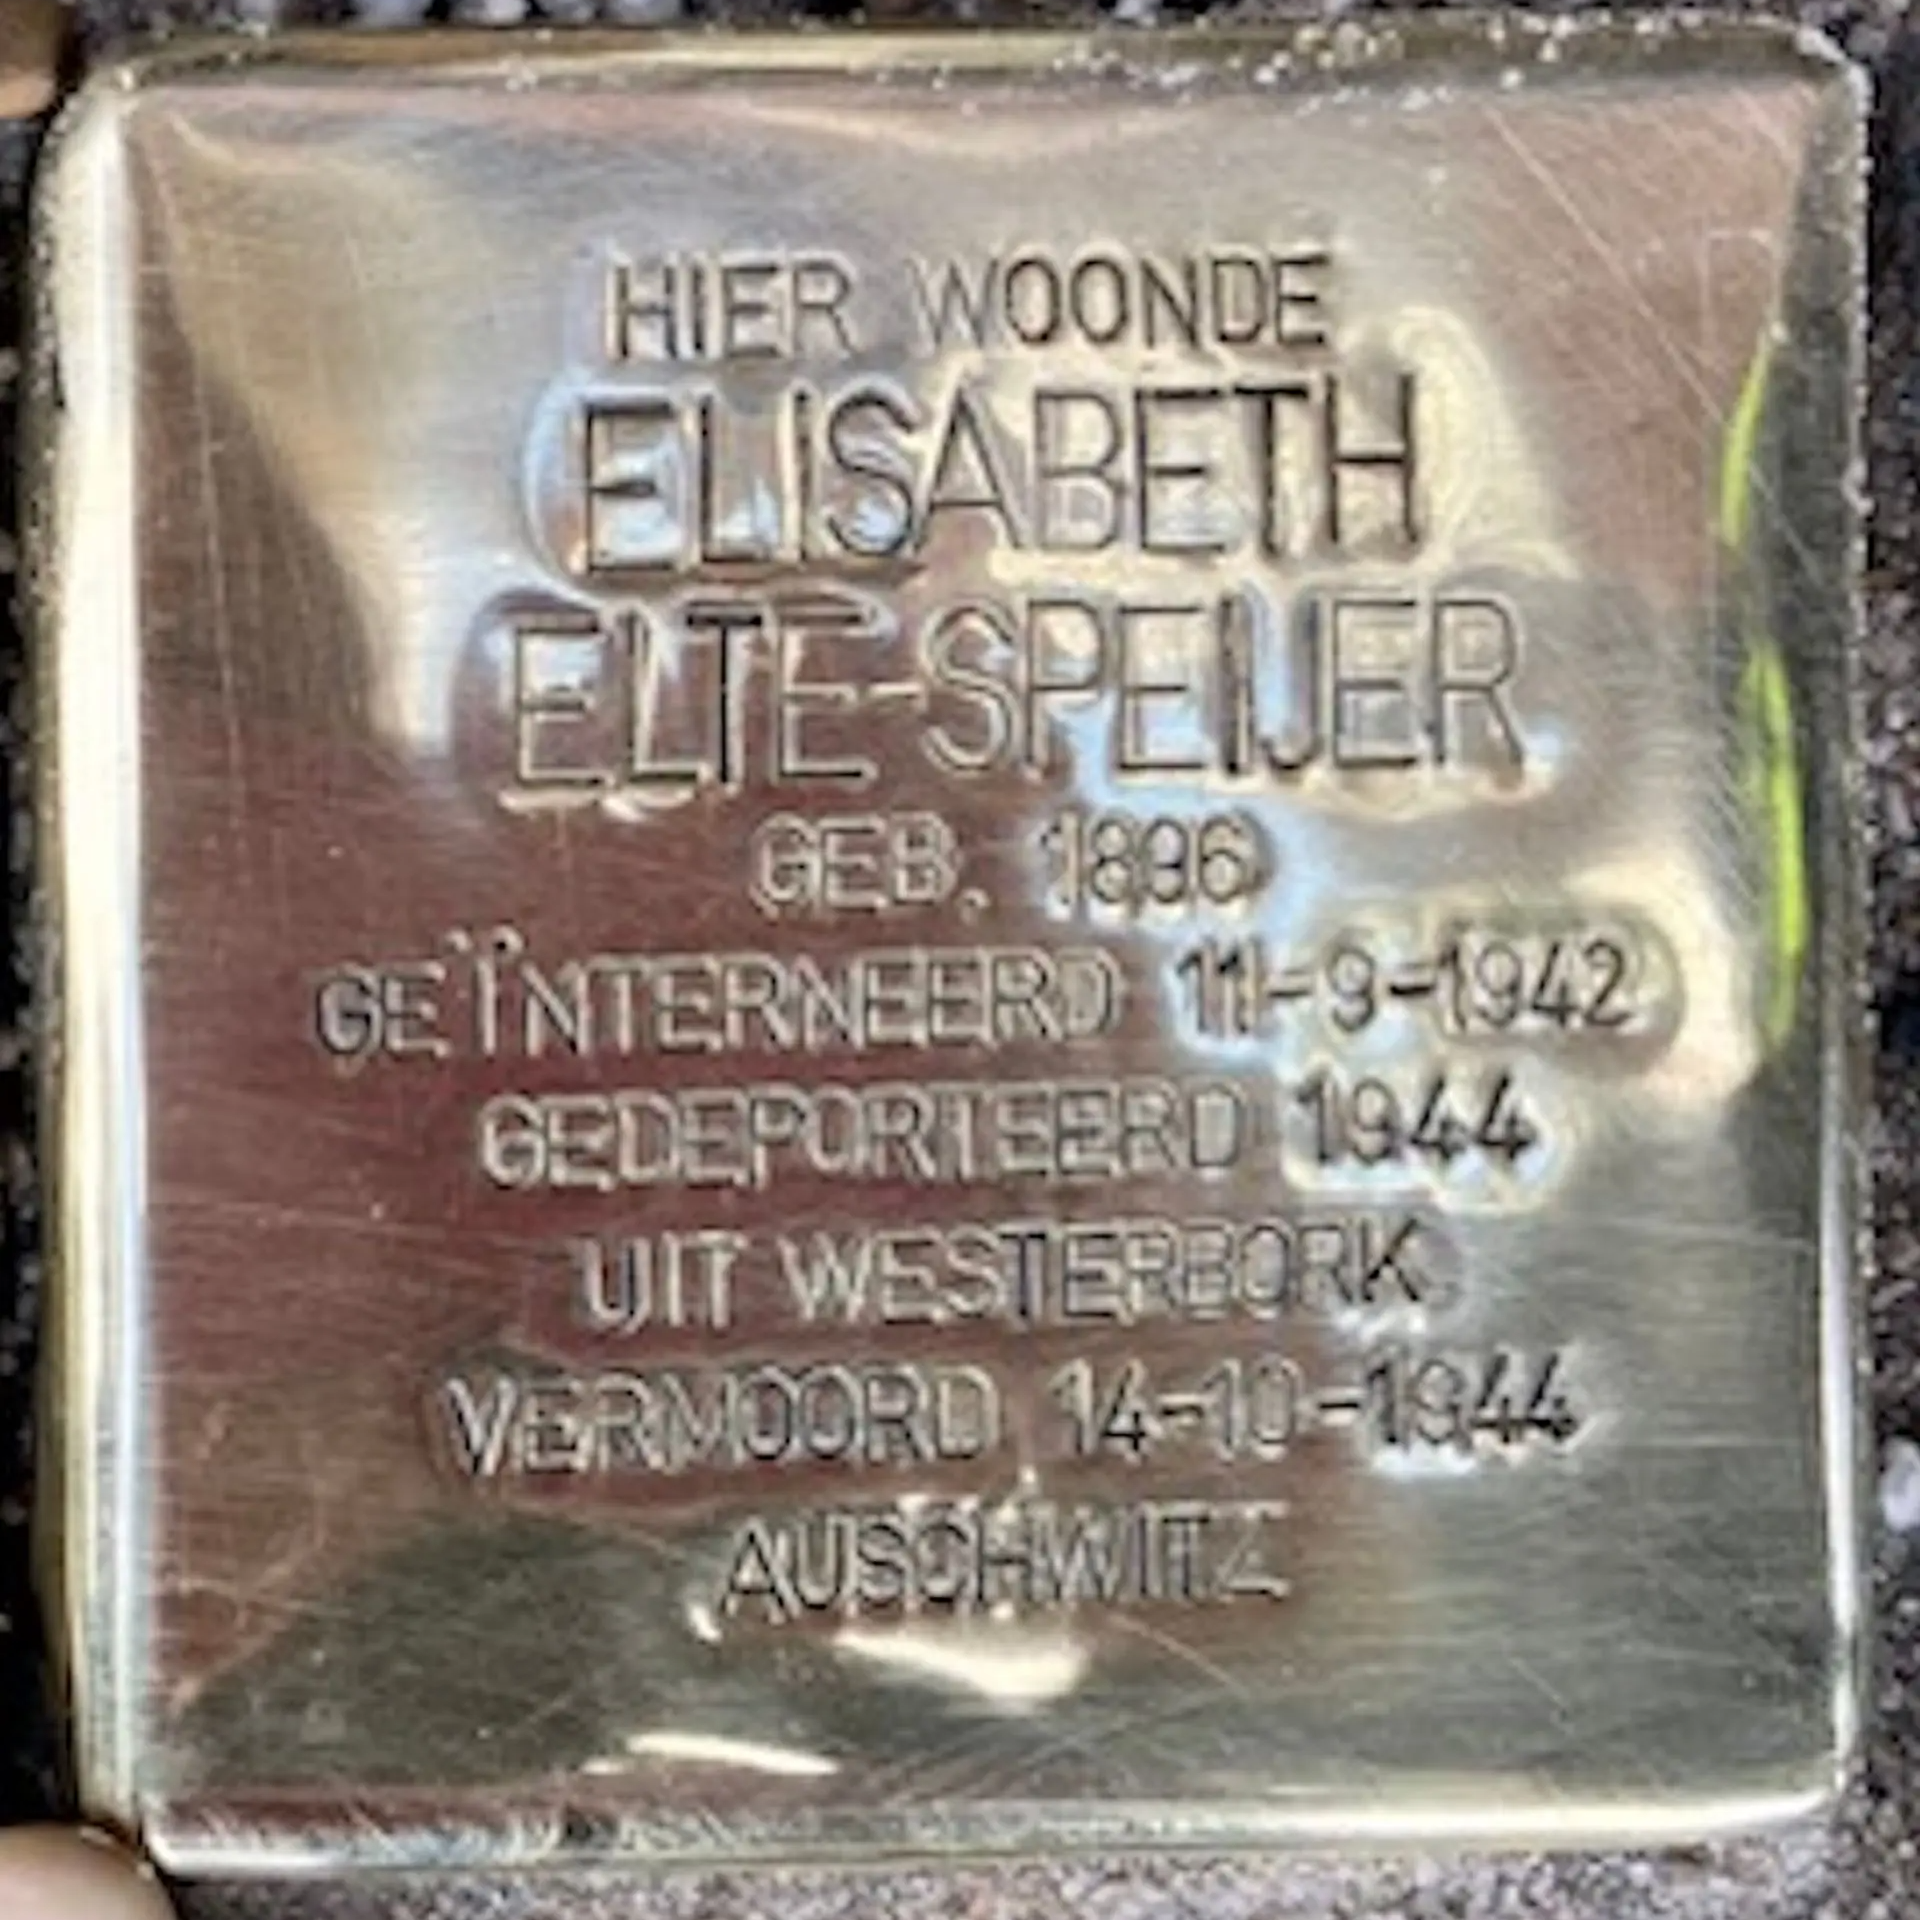 HIER WOONDE
ELISABETH
ELTE-SPEIJER
GEB. 1896
GEÏNTERNEERD 11-9-1942
GEDEPORTEERD 1944
UIT WESTERBORK
VERMOORD 14-10-1944
AUSCHWITZ